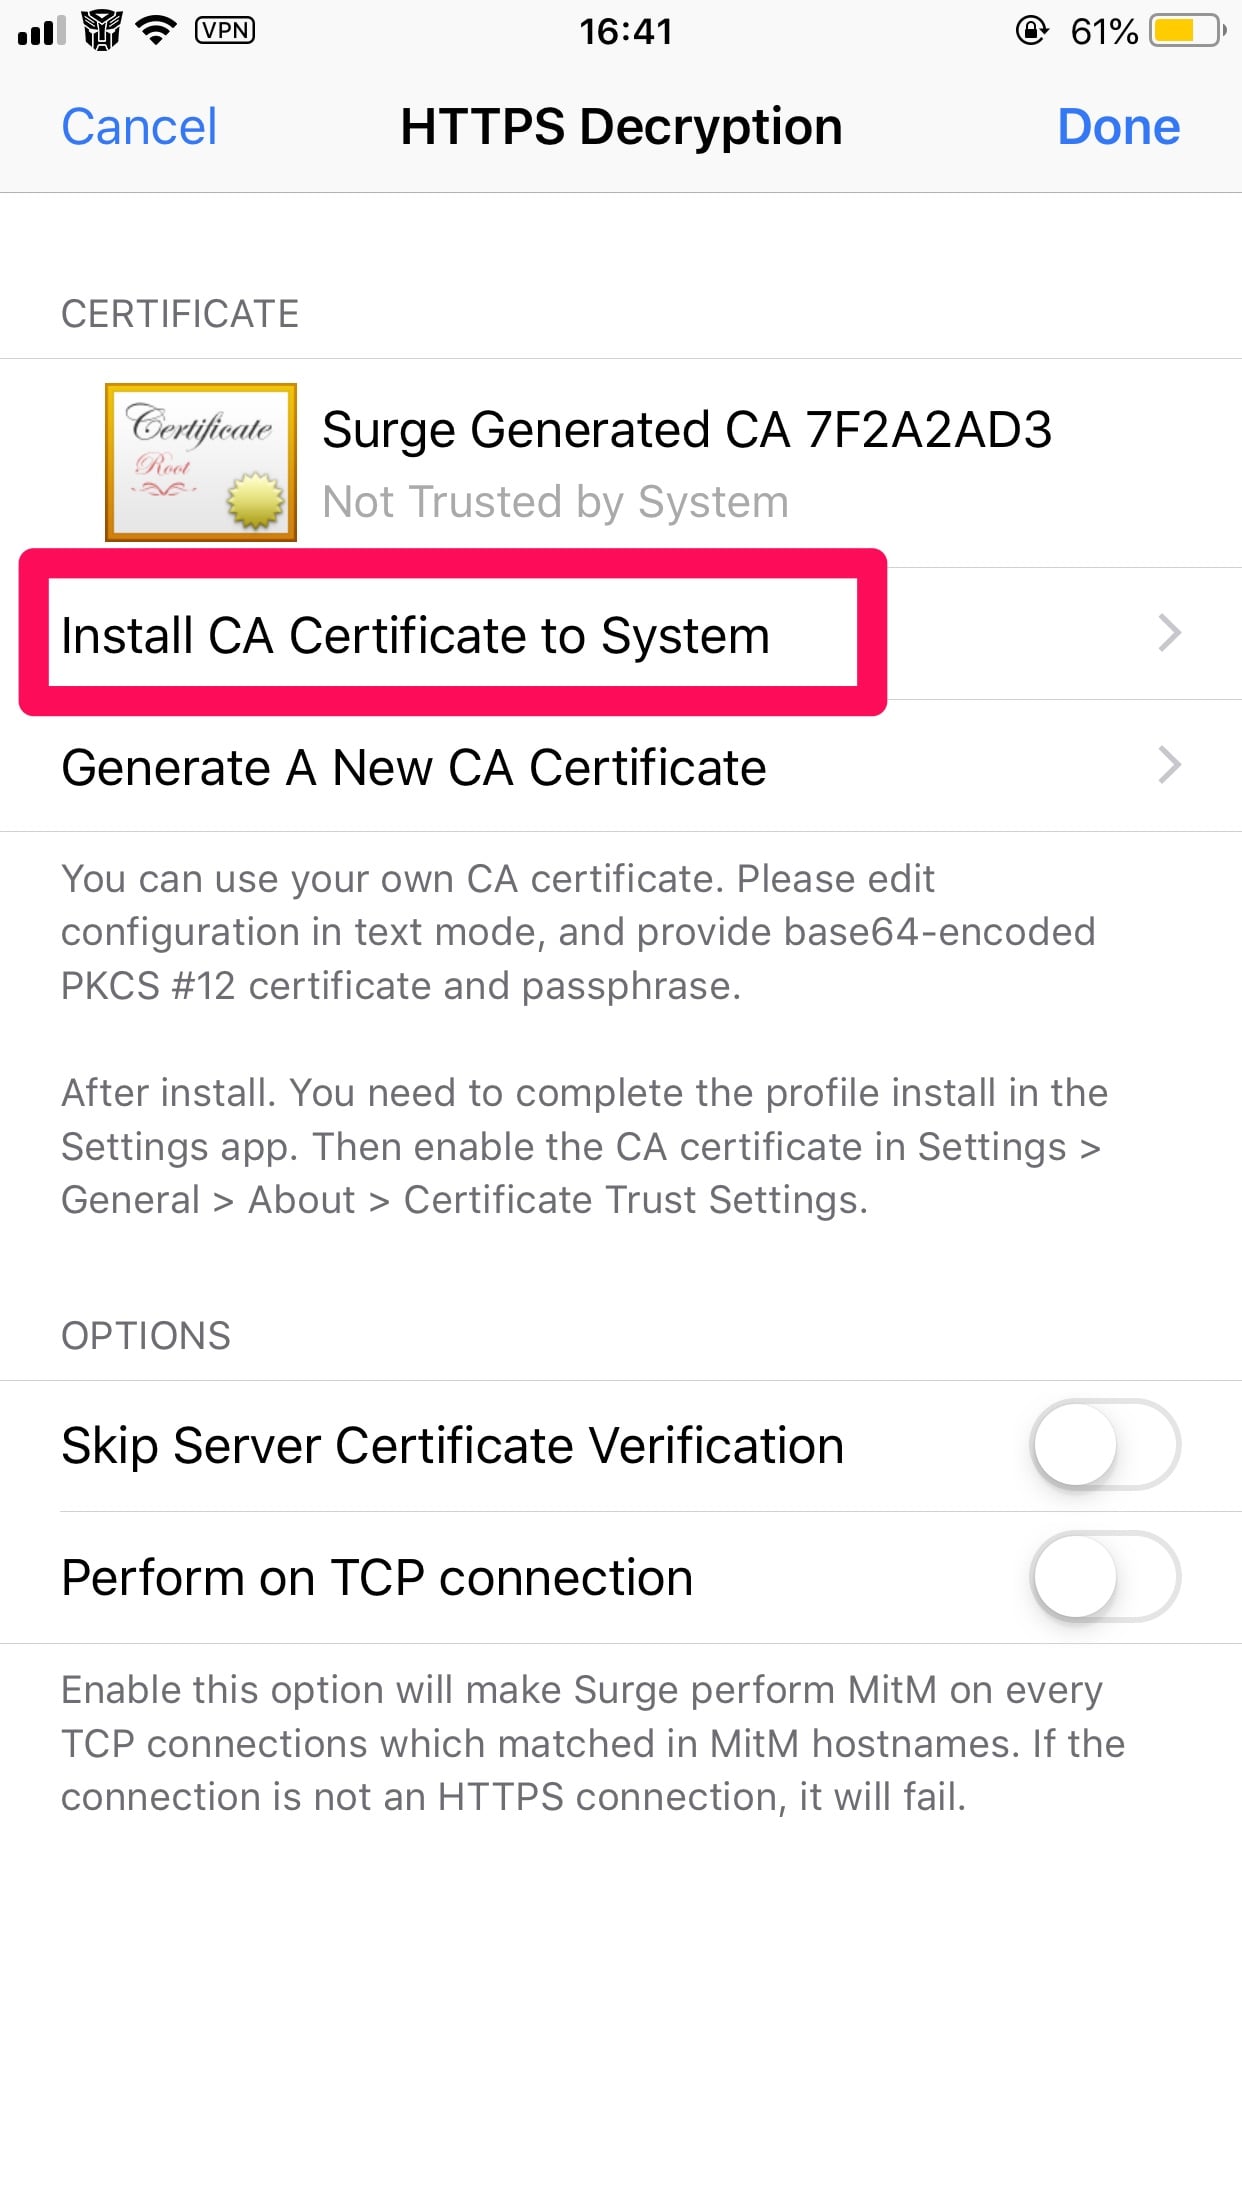 VPN 16:41 61%
Cancel HTTPS Decryption Done
CERTIFICATE
Certificate
Root
Surge Generated CA 7F2A2AD3
Not Trusted by System
Install CA Certificate to System
Generate A New CA Certificate
You can use your own CA certificate. Please edit
configuration in text mode, and provide base64-encoded
PKCS #12 certificate and passphrase.
After install. You need to complete the profile install in the
Settings app. Then enable the CA certificate in Settings >
General > About > Certificate Trust Settings.
OPTIONS
Skip Server Certificate Verification
Perform on TCP connection
Enable this option will make Surge perform MitM on every
TCP connections which matched in MitM hostnames. If the
connection is not an HTTPS connection, it will fail.